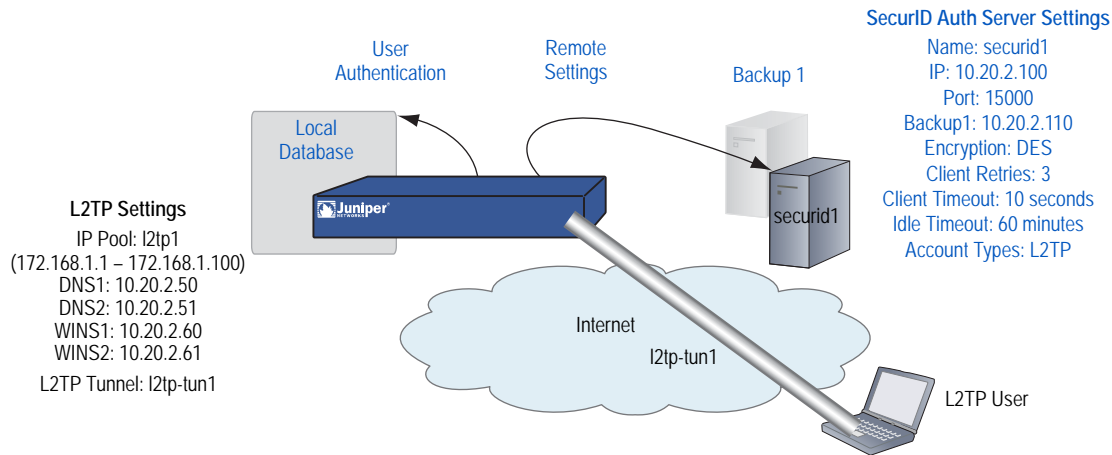 SecurID Auth Server Settings
Name: securid1
IP: 10.20.2.100
Port: 15000
Backup1: 10.20.2.110
Encryption: DES
Client Retries: 3
Client Timeout: 10 seconds
Idle Timeout: 60 minutes
Account Types: L2TP
User
Authentication
Remote
Settings
Backup 1
Local
Database
Juniper
NETWORKS
securid1
L2TP Settings
IP Pool: l2tp1
(172.168.1.1 – 172.168.1.100)
DNS1: 10.20.2.50
DNS2: 10.20.2.51
WINS1: 10.20.2.60
WINS2: 10.20.2.61
L2TP Tunnel: l2tp-tun1
Internet
l2tp-tun1
L2TP User